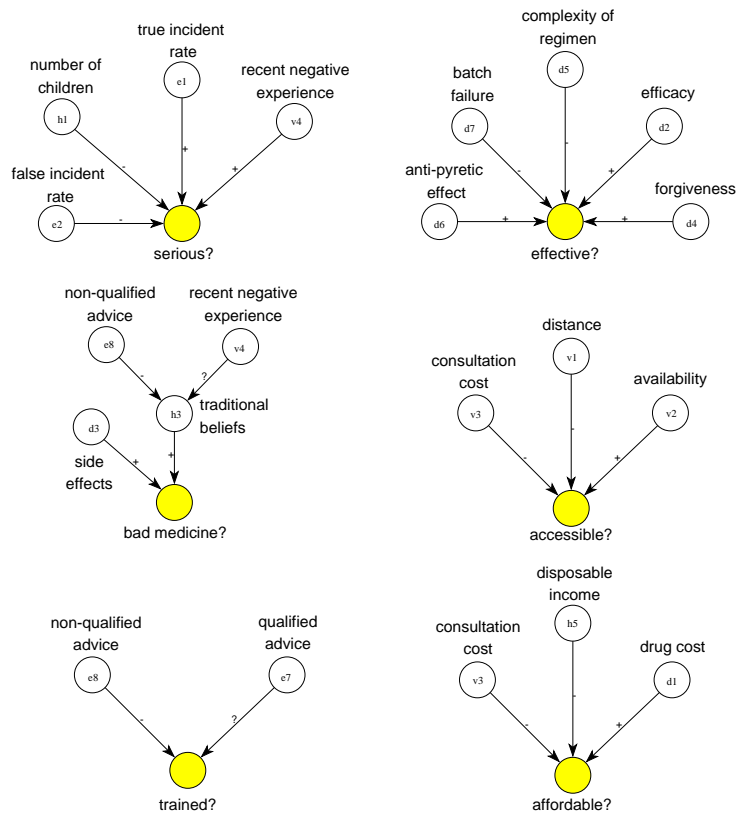 true incident
rate
e1
number of
children
h1
recent negative
experience
v4
false incident
rate
e2
-
+
+
-
serious?
complexity of
regimen
d5
batch
failure
d7
efficacy
d2
anti-pyretic
effect
d6
forgiveness
d4
-
-
+
+
+
effective?
non-qualified
advice
e8
recent negative
experience
v4
-
?
h3
traditional
beliefs
d3
side
effects
+
+
bad medicine?
distance
v1
consultation
cost
v3
availability
v2
-
-
+
accessible?
non-qualified
advice
e8
qualified
advice
e7
-
?
trained?
disposable
income
h5
consultation
cost
v3
drug cost
d1
-
-
+
affordable?